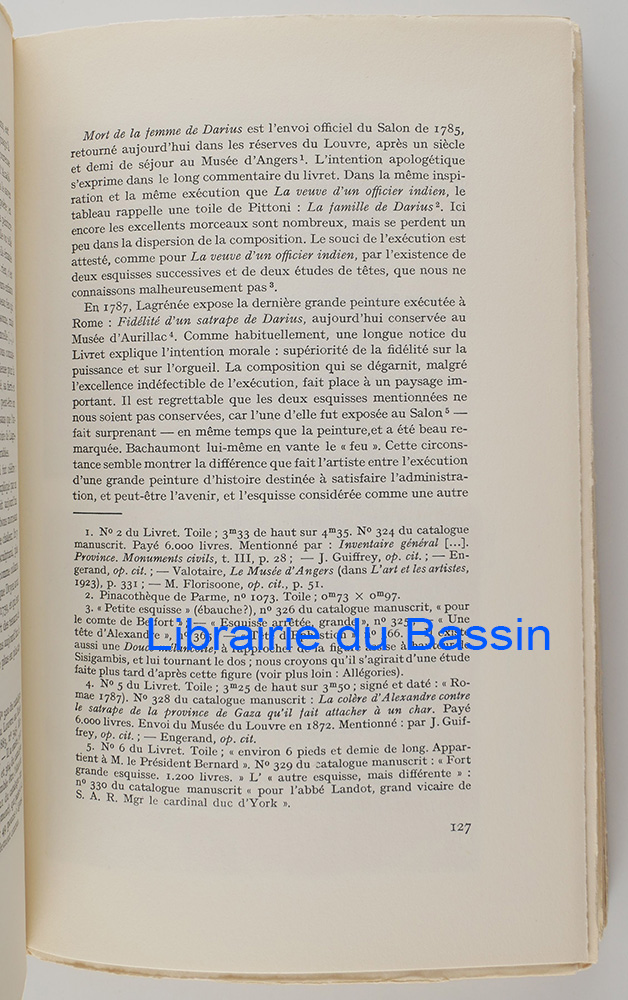 Mort de la femme de Darius est l'envoi officiel du Salon de 1785,
retourné aujourd'hui dans les réserves du Louvre, après un siècle
et demi de séjour au Musée d'Angers¹. L'intention apologétique
s'exprime dans le long commentaire du livret. Dans la même inspi-
ration et la même exécution que La veuve d'un officier indien, le
tableau rappelle une toile de Pittoni : La famille de Darius². Ici
encore les excellents morceaux sont nombreux, mais se perdent un
peu dans la dispersion de la composition. Le souci de l'exécution est
attesté, comme pour La veuve d'un officier indien, par l'existence de
deux esquisses successives et de deux études de têtes, que nous ne
connaissons malheureusement pas³.
En 1787, Lagrénée expose la dernière grande peinture exécutée à
Rome : Fidélité d'un satrape de Darius, aujourd'hui conservée au
Musée d'Aurillac⁴. Comme habituellement, une longue notice du
Livret explique l'intention morale : supériorité de la fidélité sur la
puissance et sur l'orgueil. La composition qui se dégarnit, malgré
l'excellence indéfectible de l'exécution, fait place à un paysage im-
portant. Il est regrettable que les deux esquisses mentionnées ne
nous soient pas conservées, car l'une d'elle fut exposée au Salon⁵ —
fait surprenant — en même temps que la peinture,et a été beau re-
marquée. Bachaumont lui-même en vante le « feu ». Cette circons-
tance semble montrer la différence que fait l'artiste entre l'exécution
d'une grande peinture d'histoire destinée à satisfaire l'administra-
tion, et peut-être l'avenir, et l'esquisse considérée comme une autre
1. Nº 2 du Livret. Toile ; 3ᵐ33 de haut sur 4ᵐ35. Nº 324 du catalogue
manuscrit. Payé 6.000 livres. Mentionné par : Inventaire général [...].
Province. Monuments civils, t. III, p. 28 ; — J. Guiffrey, op. cit. ; — En-
gerand, op. cit. ; — Valotaire, Le Musée d'Angers (dans L'art et les artistes,
1923), p. 331 ; — M. Florisoone, op. cit., p. 51.
2. Pinacothèque de Parme, nº 1073. Toile ; 0ᵐ73 × 0ᵐ97.
3. « Petite esquisse » (ébauche?), nº 326 du catalogue manuscrit, « pour
le comte de — « Esquisse arrêtée, grande », nº 325 « Une
tête d'Alexandre »,
aussi une à rapprocher de la
Sisigambis, et lui tournant le dos ; nous croyons qu'il s'agirait d'une étude
faite plus tard d'après cette figure (voir plus loin : Allégories).
4. Nº 5 du Livret. Toile ; 3ᵐ25 de haut sur 3ᵐ50 ; signé et daté : « Ro-
mae 1787). Nº 328 du catalogue manuscrit : La colère d'Alexandre contre
le satrape de la province de Gaza qu'il fait attacher à un char. Payé
6.000 livres. Envoi du Musée du Louvre en 1872. Mentionné : par J. Guif-
frey, op. cit. ; — Engerand, op. cit.
5. Nº 6 du Livret. Toile ; « environ 6 pieds et demie de long. Appar-
tient à M. le Président Bernard ». Nº 329 du catalogue manuscrit : « Fort
grande esquisse. 1.200 livres. » L' « autre esquisse, mais différente » :
nº 330 du catalogue manuscrit « pour l'abbé Landot, grand vicaire de
S. A. R. Mgr le cardinal duc d'York ».
127
Librairie du Bassin